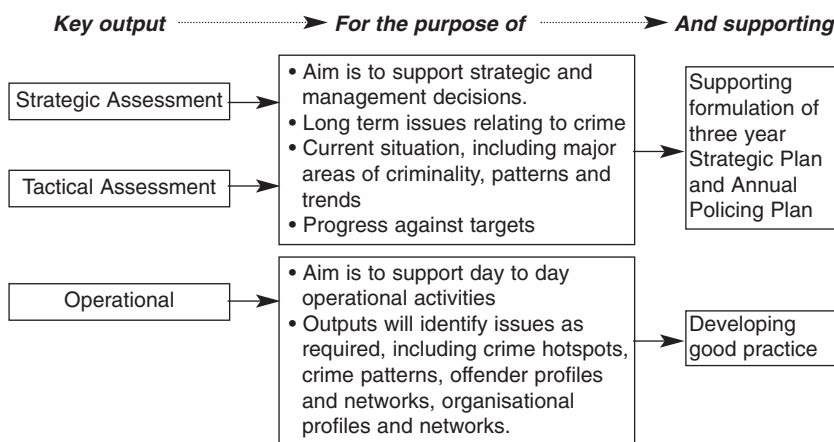 Key output For the purpose of And supporting
Strategic Assessment
Tactical Assessment
• Aim is to support strategic and
management decisions.
• Long term issues relating to crime
• Current situation, including major
areas of criminality, patterns and
trends
• Progress against targets
Supporting
formulation of
three year
Strategic Plan
and Annual
Policing Plan
Operational
• Aim is to support day to day
operational activities
• Outputs will identify issues as
required, including crime hotspots,
crime patterns, offender profiles
and networks, organisational
profiles and networks.
Developing
good practice